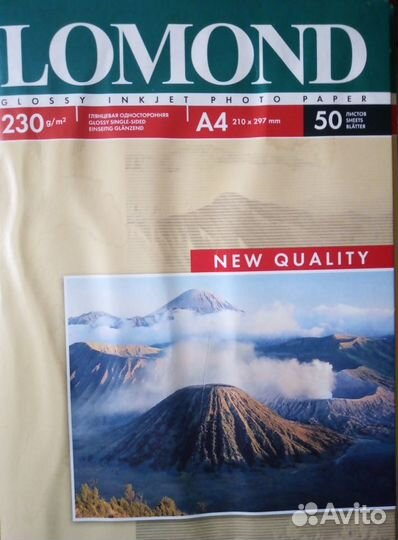 LOMOND
GLOSSY INKJET PHOTO PAPER
230 g/m²
ГЛЯНЦЕВАЯ ОДНОСТОРОННЯЯ
GLOSSY SINGLE-SIDED
EINSEITIG GLÄNZEND
A4 210 x 297 mm
50
ЛИСТОВ
SHEETS
BLÄTTER
NEW QUALITY
Avito